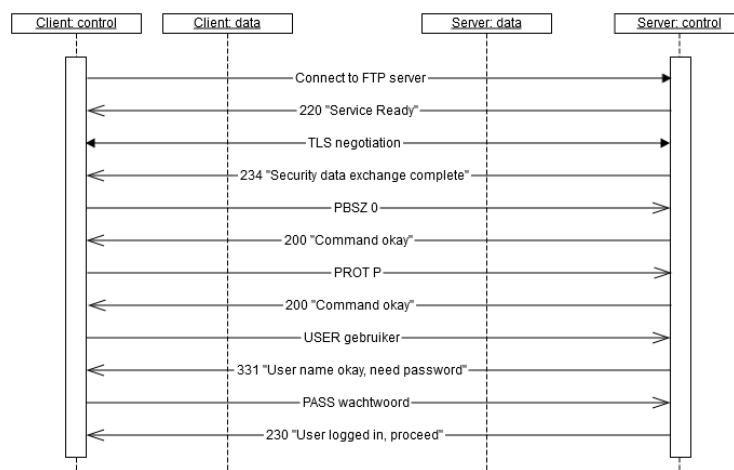 Client: control
Client: data
Server: data
Server: control
Connect to FTP server
220 "Service Ready"
TLS negotiation
234 "Security data exchange complete"
PBSZ 0
200 "Command okay"
PROT P
200 "Command okay"
USER gebruiker
331 "User name okay, need password"
PASS wachtwoord
230 "User logged in, proceed"